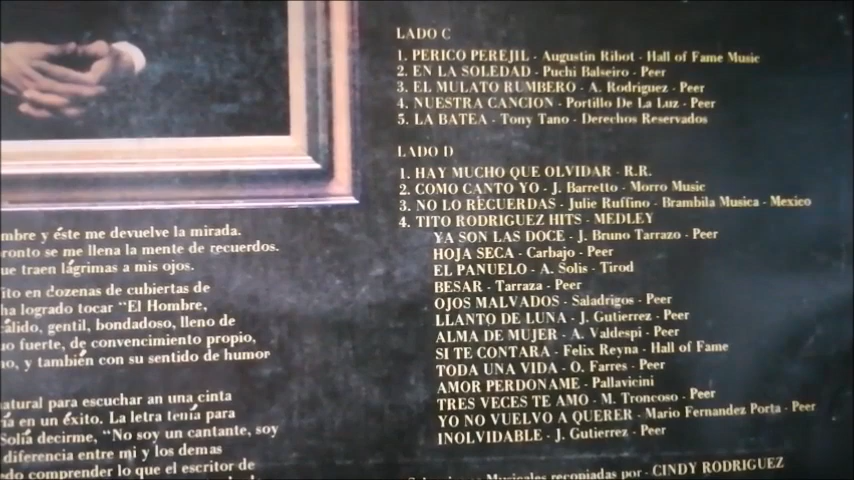 LADO C
1. PERICO PEREJIL - Augustin Ribot - Hall of Fame Music
2. EN LA SOLEDAD - Puchi Balseiro - Peer
3. EL MULATO RUMBERO - A. Rodriguez - Peer
4. NUESTRA CANCION - Portillo De La Luz - Peer
5. LA BATEA - Tony Tano - Derechos Reservados
LADO D
1. HAY MUCHO QUE OLVIDAR - R.R.
2. COMO CANTO YO - J. Barretto - Morro Music
3. NO LO RECUERDAS - Julie Ruffino - Brambila Musica - Mexico
4. TITO RODRIGUEZ HITS - MEDLEY
YA SON LAS DOCE - J. Bruno Tarrazo - Peer
HOJA SECA - Carbajo - Peer
EL PANUELO - A. Solis - Tirod
BESAR - Tarraza - Peer
OJOS MALVADOS - Saladrigos - Peer
LLANTO DE LUNA - J. Gutierrez - Peer
ALMA DE MUJER - A. Valdespi - Peer
SI TE CONTARA - Felix Reyna - Hall of Fame
TODA UNA VIDA - O. Farres - Peer
AMOR PERDONAME - Pallavicini
TRES VECES TE AMO - M. Troncoso - Peer
YO NO VUELVO A QUERER - Mario Fernandez Porta - Peer
INOLVIDABLE - J. Gutierrez - Peer
Musicales recopiadas por - CINDY RODRIGUEZ
mbre y éste me devuelve la mirada.
ronto se me llena la mente de recuerdos.
ue traen lágrimas a mis ojos.
ito en dozenas de cubiertas de
ha logrado tocar "El Hombre,
álido, gentil, bondadoso, lleno de
uo fuerte, de convencimiento propio,
o, y también con su sentido de humor
natural para escuchar an una cinta
ía en un éxito. La letra tenía para
Solía decirme, "No soy un cantante, soy
diferencia entre mi y los demas
do comprender lo que el escritor de